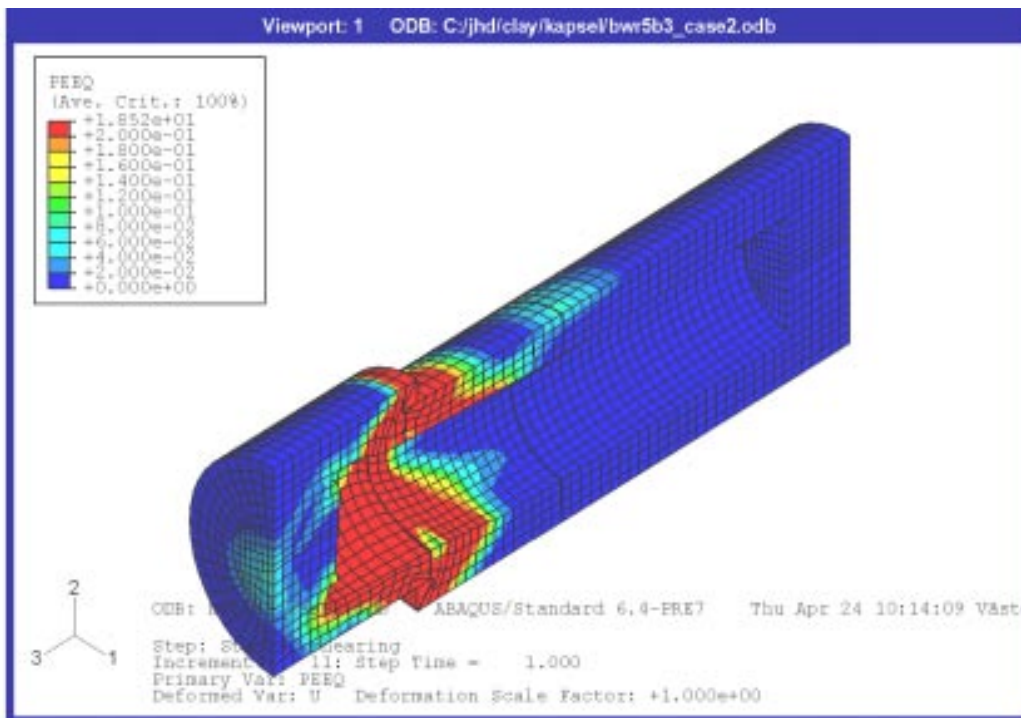 Viewport: 1 ODB: C:/jhd/clay/kapsel/bwr5b3_case2.odb
PEEQ
(Ave. Crit.: 100%)
+1.852e+01
+2.000e-01
+1.800e-01
+1.600e-01
+1.400e-01
+1.200e-01
+1.000e-01
+8.000e-02
+6.000e-02
+4.000e-02
+2.000e-02
+0.000e+00
2
3
1
ODB: ABAQUS/Standard 6.4-PRE7 Thu Apr 24 10:14:09 Väst
Step:
Increment 11: Step Time = 1.000
Primary Var: PEEQ
Deformed Var: U Deformation Scale Factor: +1.000e+00